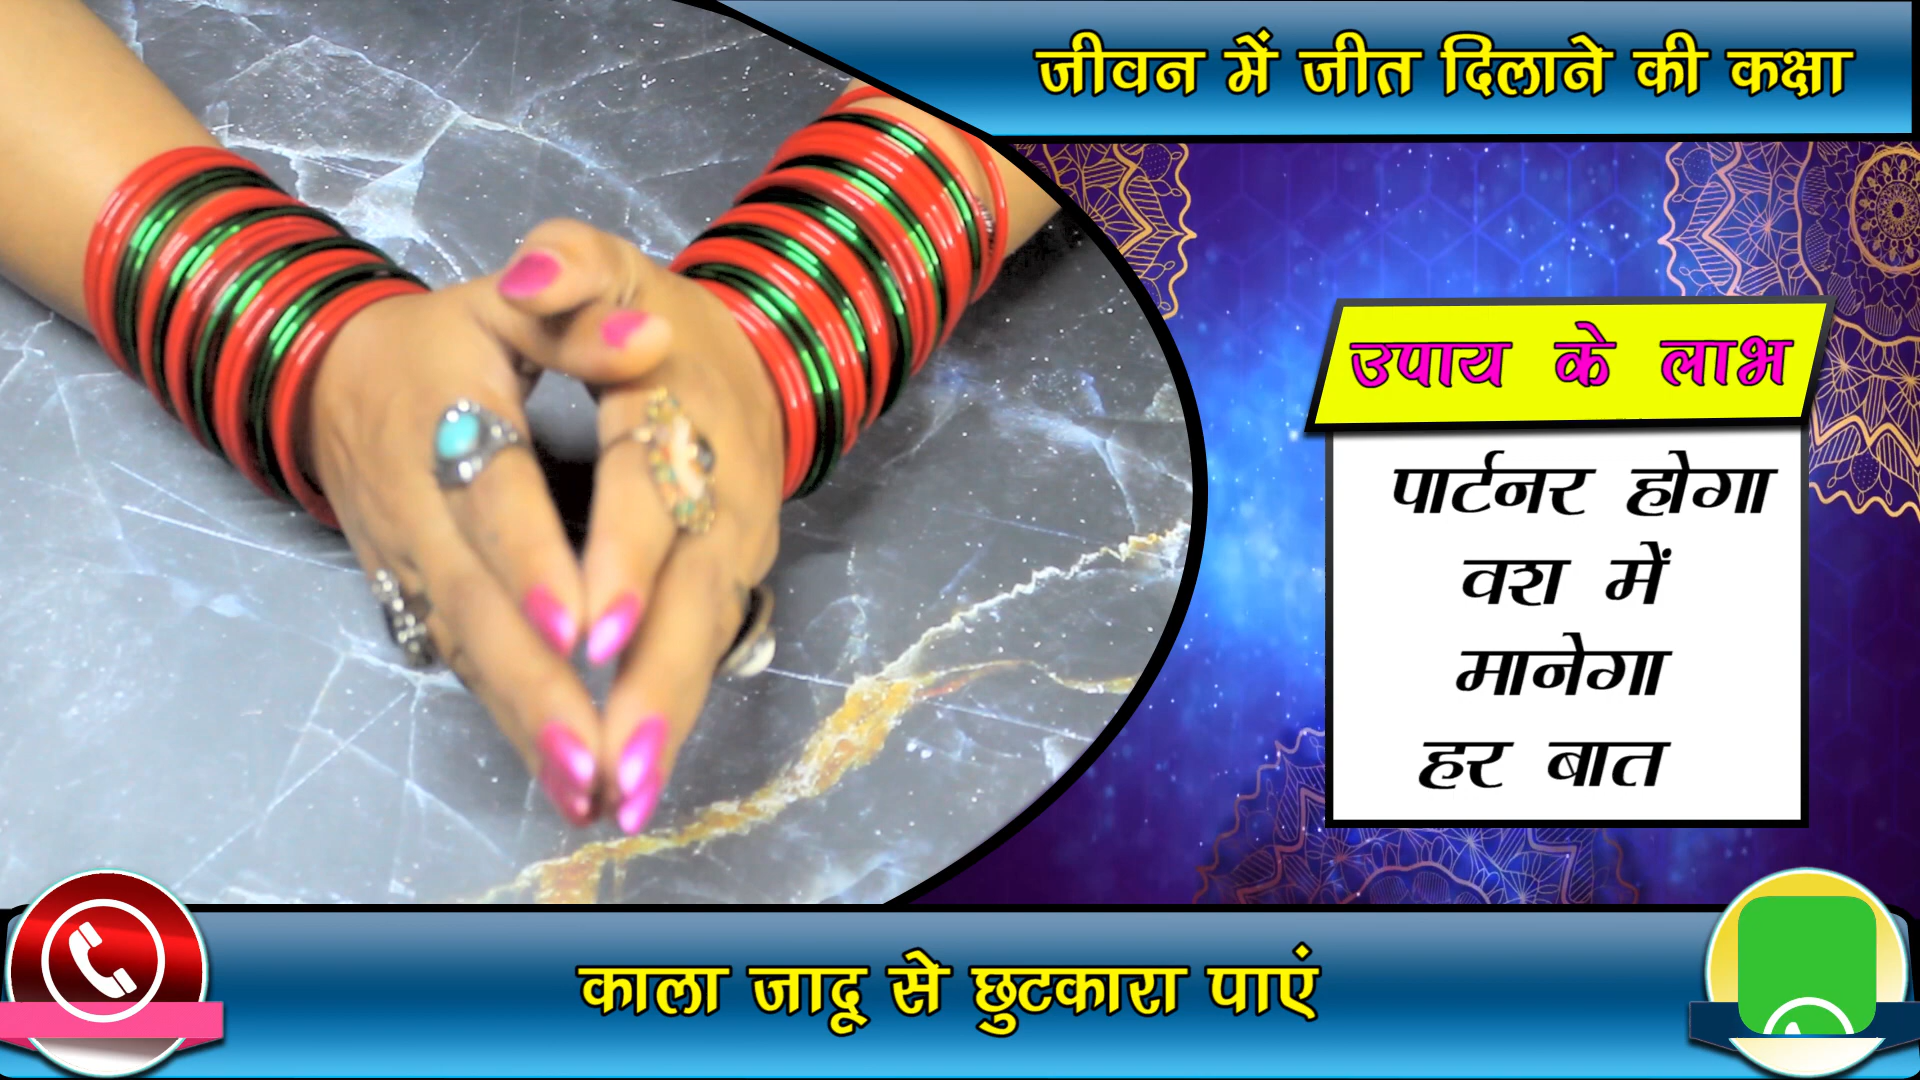 जीवन में जीत दिलाने की कक्षा
उपाय के लाभ
पार्टनर होगा
वश में
मानेगा
हर बात
काला जादू से छुटकारा पाएं